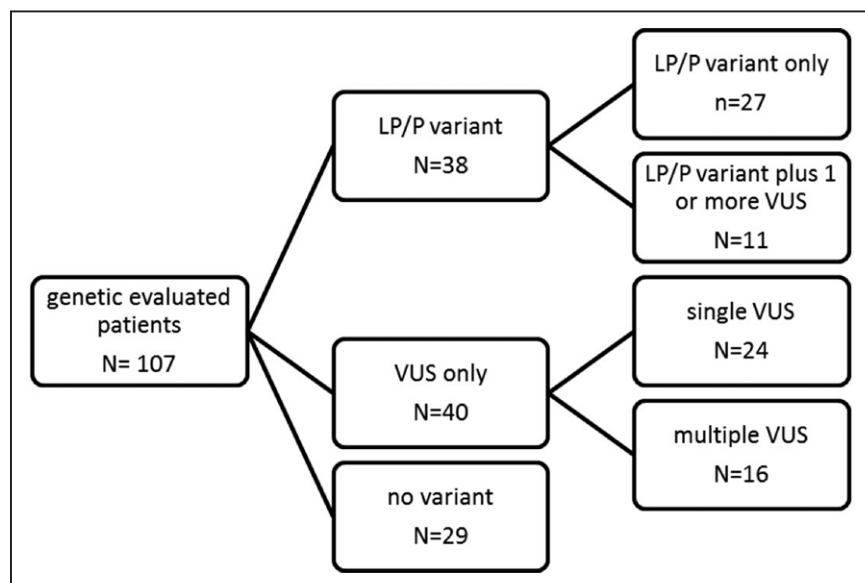 genetic evaluated
patients
N= 107
LP/P variant
N=38
VUS only
N=40
no variant
N=29
LP/P variant only
n=27
LP/P variant plus 1
or more VUS
N=11
single VUS
N=24
multiple VUS
N=16